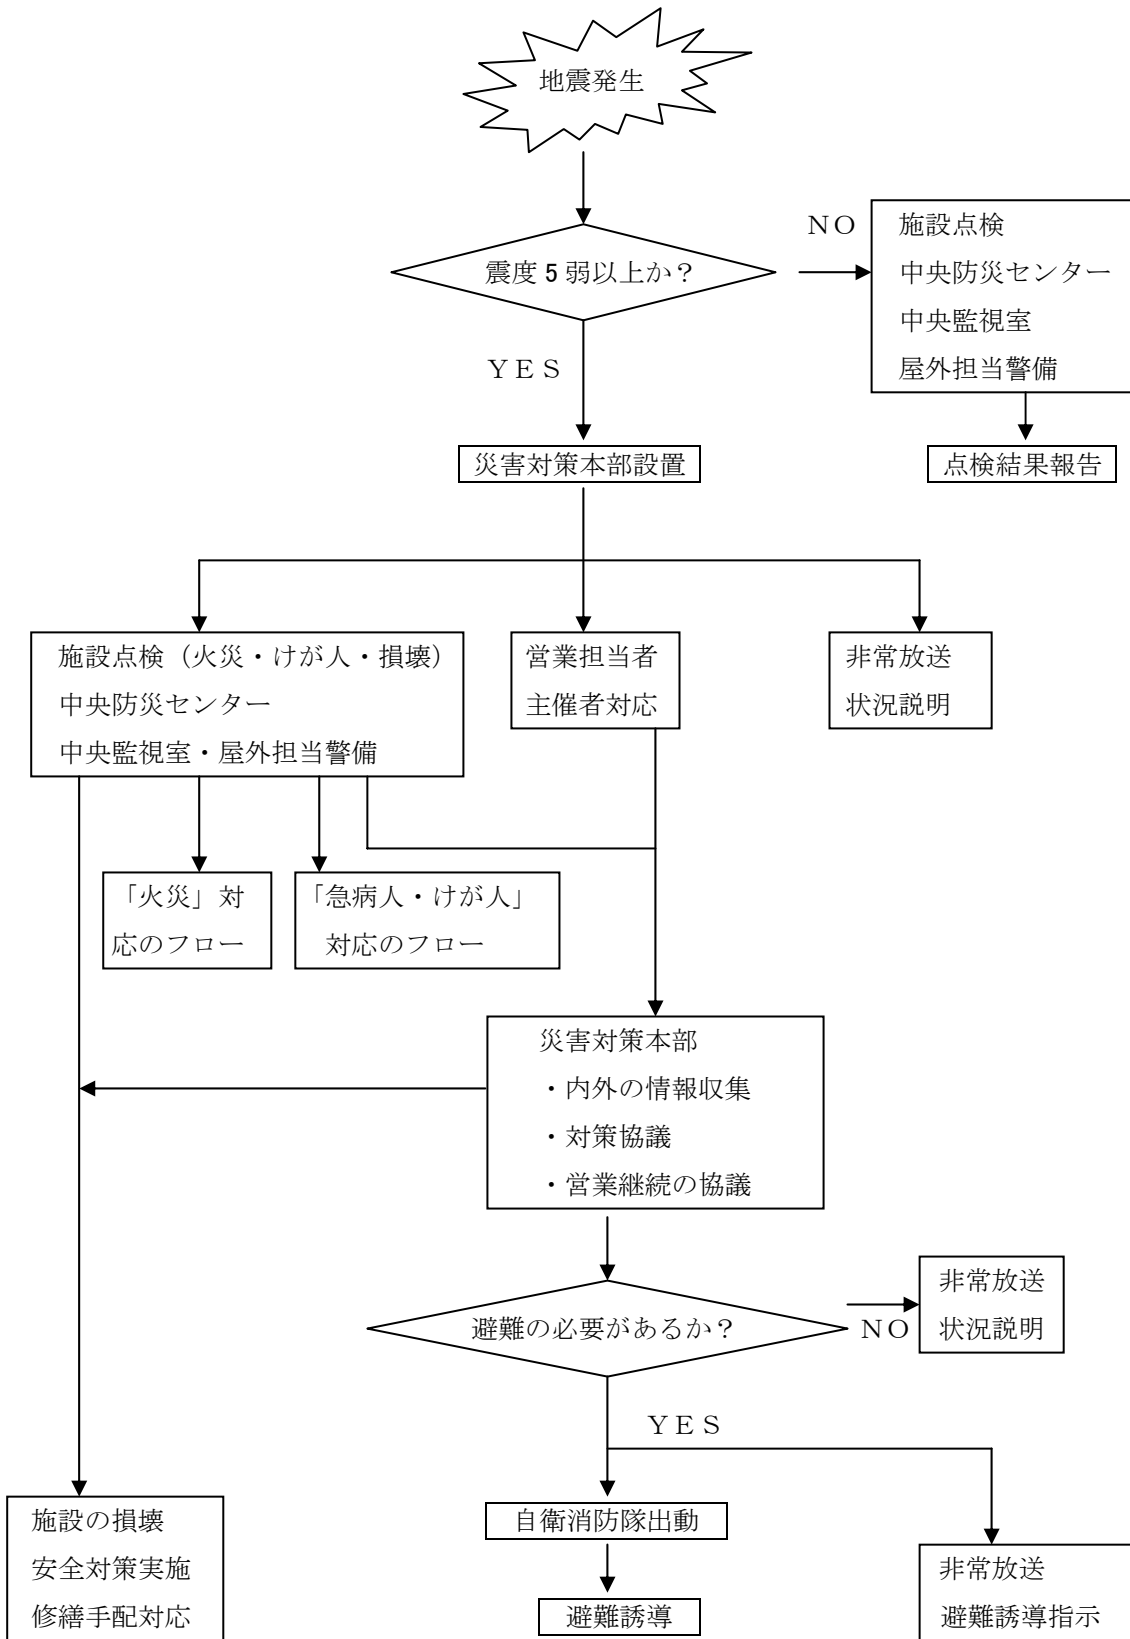 地震発生
震度5弱以上か？
ＮＯ
施設点検
中央防災センター
中央監視室
屋外担当警備
ＹＥＳ
災害対策本部設置
点検結果報告
施設点検（火災・けが人・損壊）
中央防災センター
中央監視室・屋外担当警備
営業担当者
主催者対応
非常放送
状況説明
「火災」対
応のフロー
「急病人・けが人」
対応のフロー
災害対策本部
・内外の情報収集
・対策協議
・営業継続の協議
避難の必要があるか？
ＮＯ
非常放送
状況説明
ＹＥＳ
自衛消防隊出動
避難誘導
施設の損壊
安全対策実施
修繕手配対応
非常放送
避難誘導指示